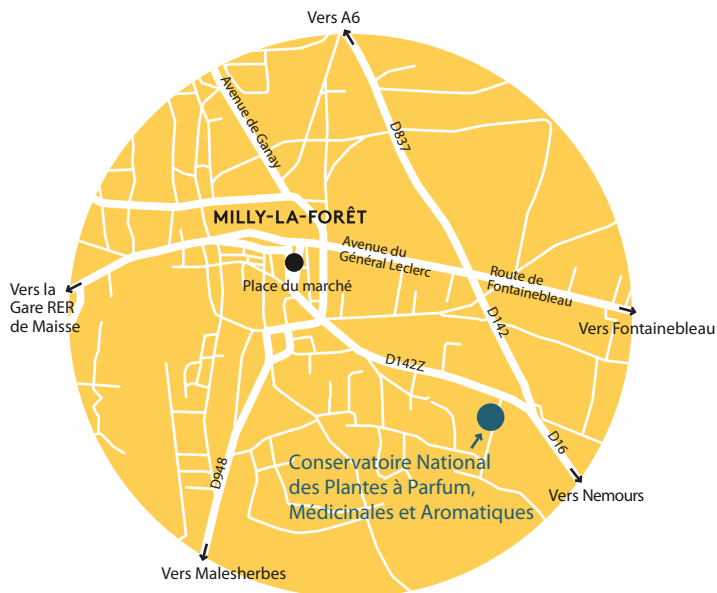 Vers A6
Avenue de Ganay
D837
MILLY-LA-FORÊT
Avenue du
Général Leclerc
Route de
Fontainebleau
Place du marché
Vers la
Gare RER
de Maisse
Vers Fontainebleau
D142
D142Z
D16
D948
Conservatoire National
des Plantes à Parfum,
Médicinales et Aromatiques
Vers Nemours
Vers Malesherbes